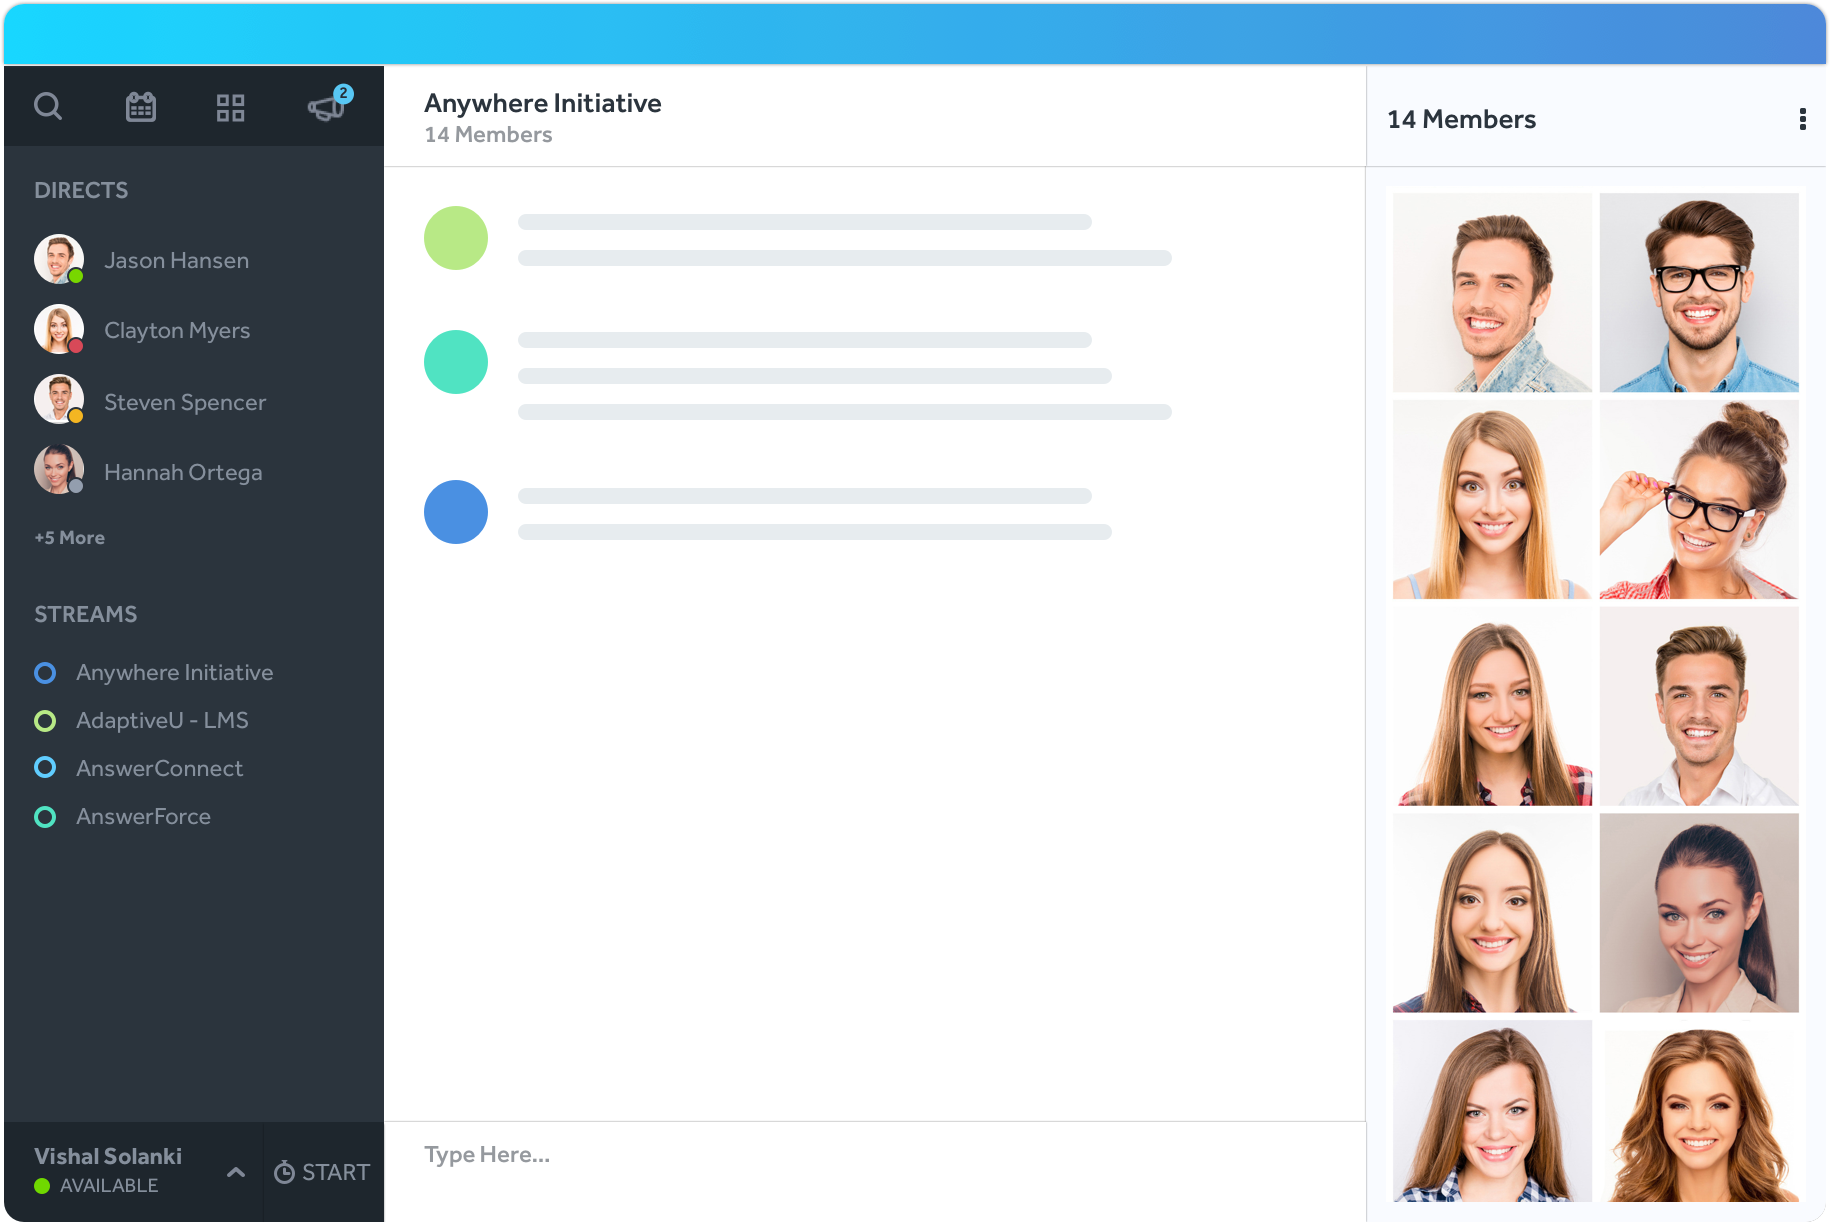 2
DIRECTS
Jason Hansen
Clayton Myers
Steven Spencer
Hannah Ortega
+5 More
STREAMS
Anywhere Initiative
AdaptiveU - LMS
AnswerConnect
AnswerForce
Vishal Solanki
AVAILABLE
START
Anywhere Initiative
14 Members
Type Here...
14 Members